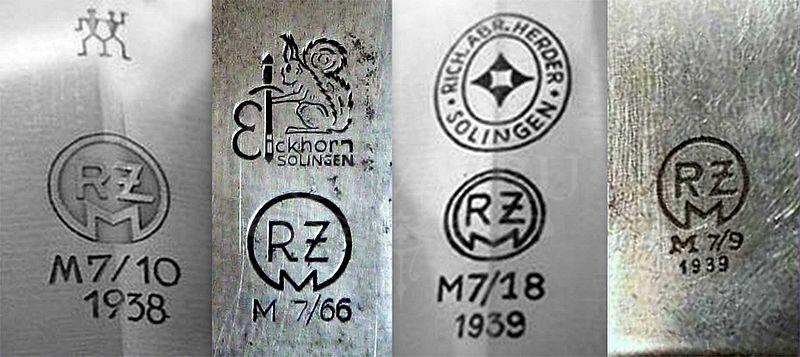 RZM
M7/10
1938
Eickhorn
SOLINGEN
RZM
M 7/66
RICH. ABR. HERDER
SOLINGEN
RZM
M7/18
1939
RZM
M 7/9
1939